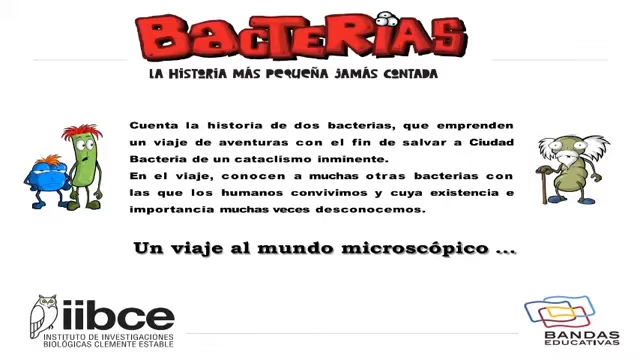 BACTERIAS
LA HISTORIA MÁS PEQUEÑA JAMÁS CONTADA
Cuenta la historia de dos bacterias, que emprenden
un viaje de aventuras con el fin de salvar a Ciudad
Bacteria de un cataclismo inminente.
En el viaje, conocen a muchas otras bacterias con
las que los humanos convivimos y cuya existencia e
importancia muchas veces desconocemos.
Un viaje al mundo microscópico ...
iibce
INSTITUTO DE INVESTIGACIONES
BIOLÓGICAS CLEMENTE ESTABLE
BANDAS
EDUCATIVAS